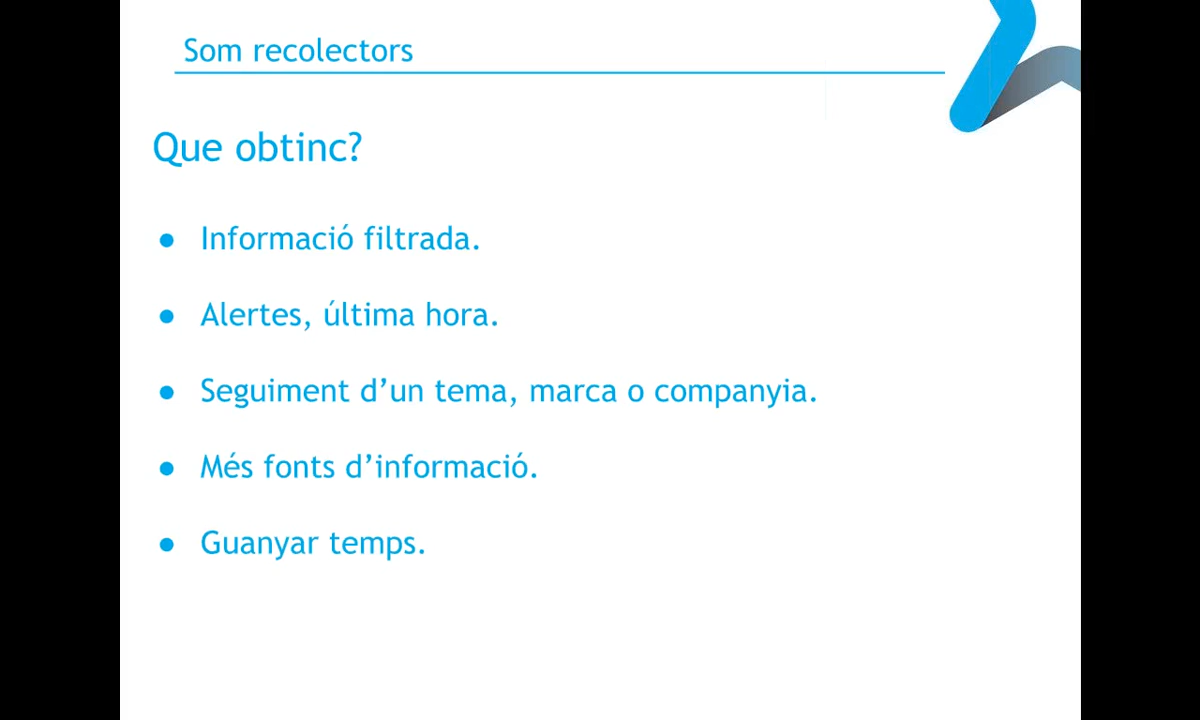 Som recolectors
Que obtinc?
● Informació filtrada.
● Alertes, última hora.
● Seguiment d’un tema, marca o companyia.
● Més fonts d’informació.
● Guanyar temps.